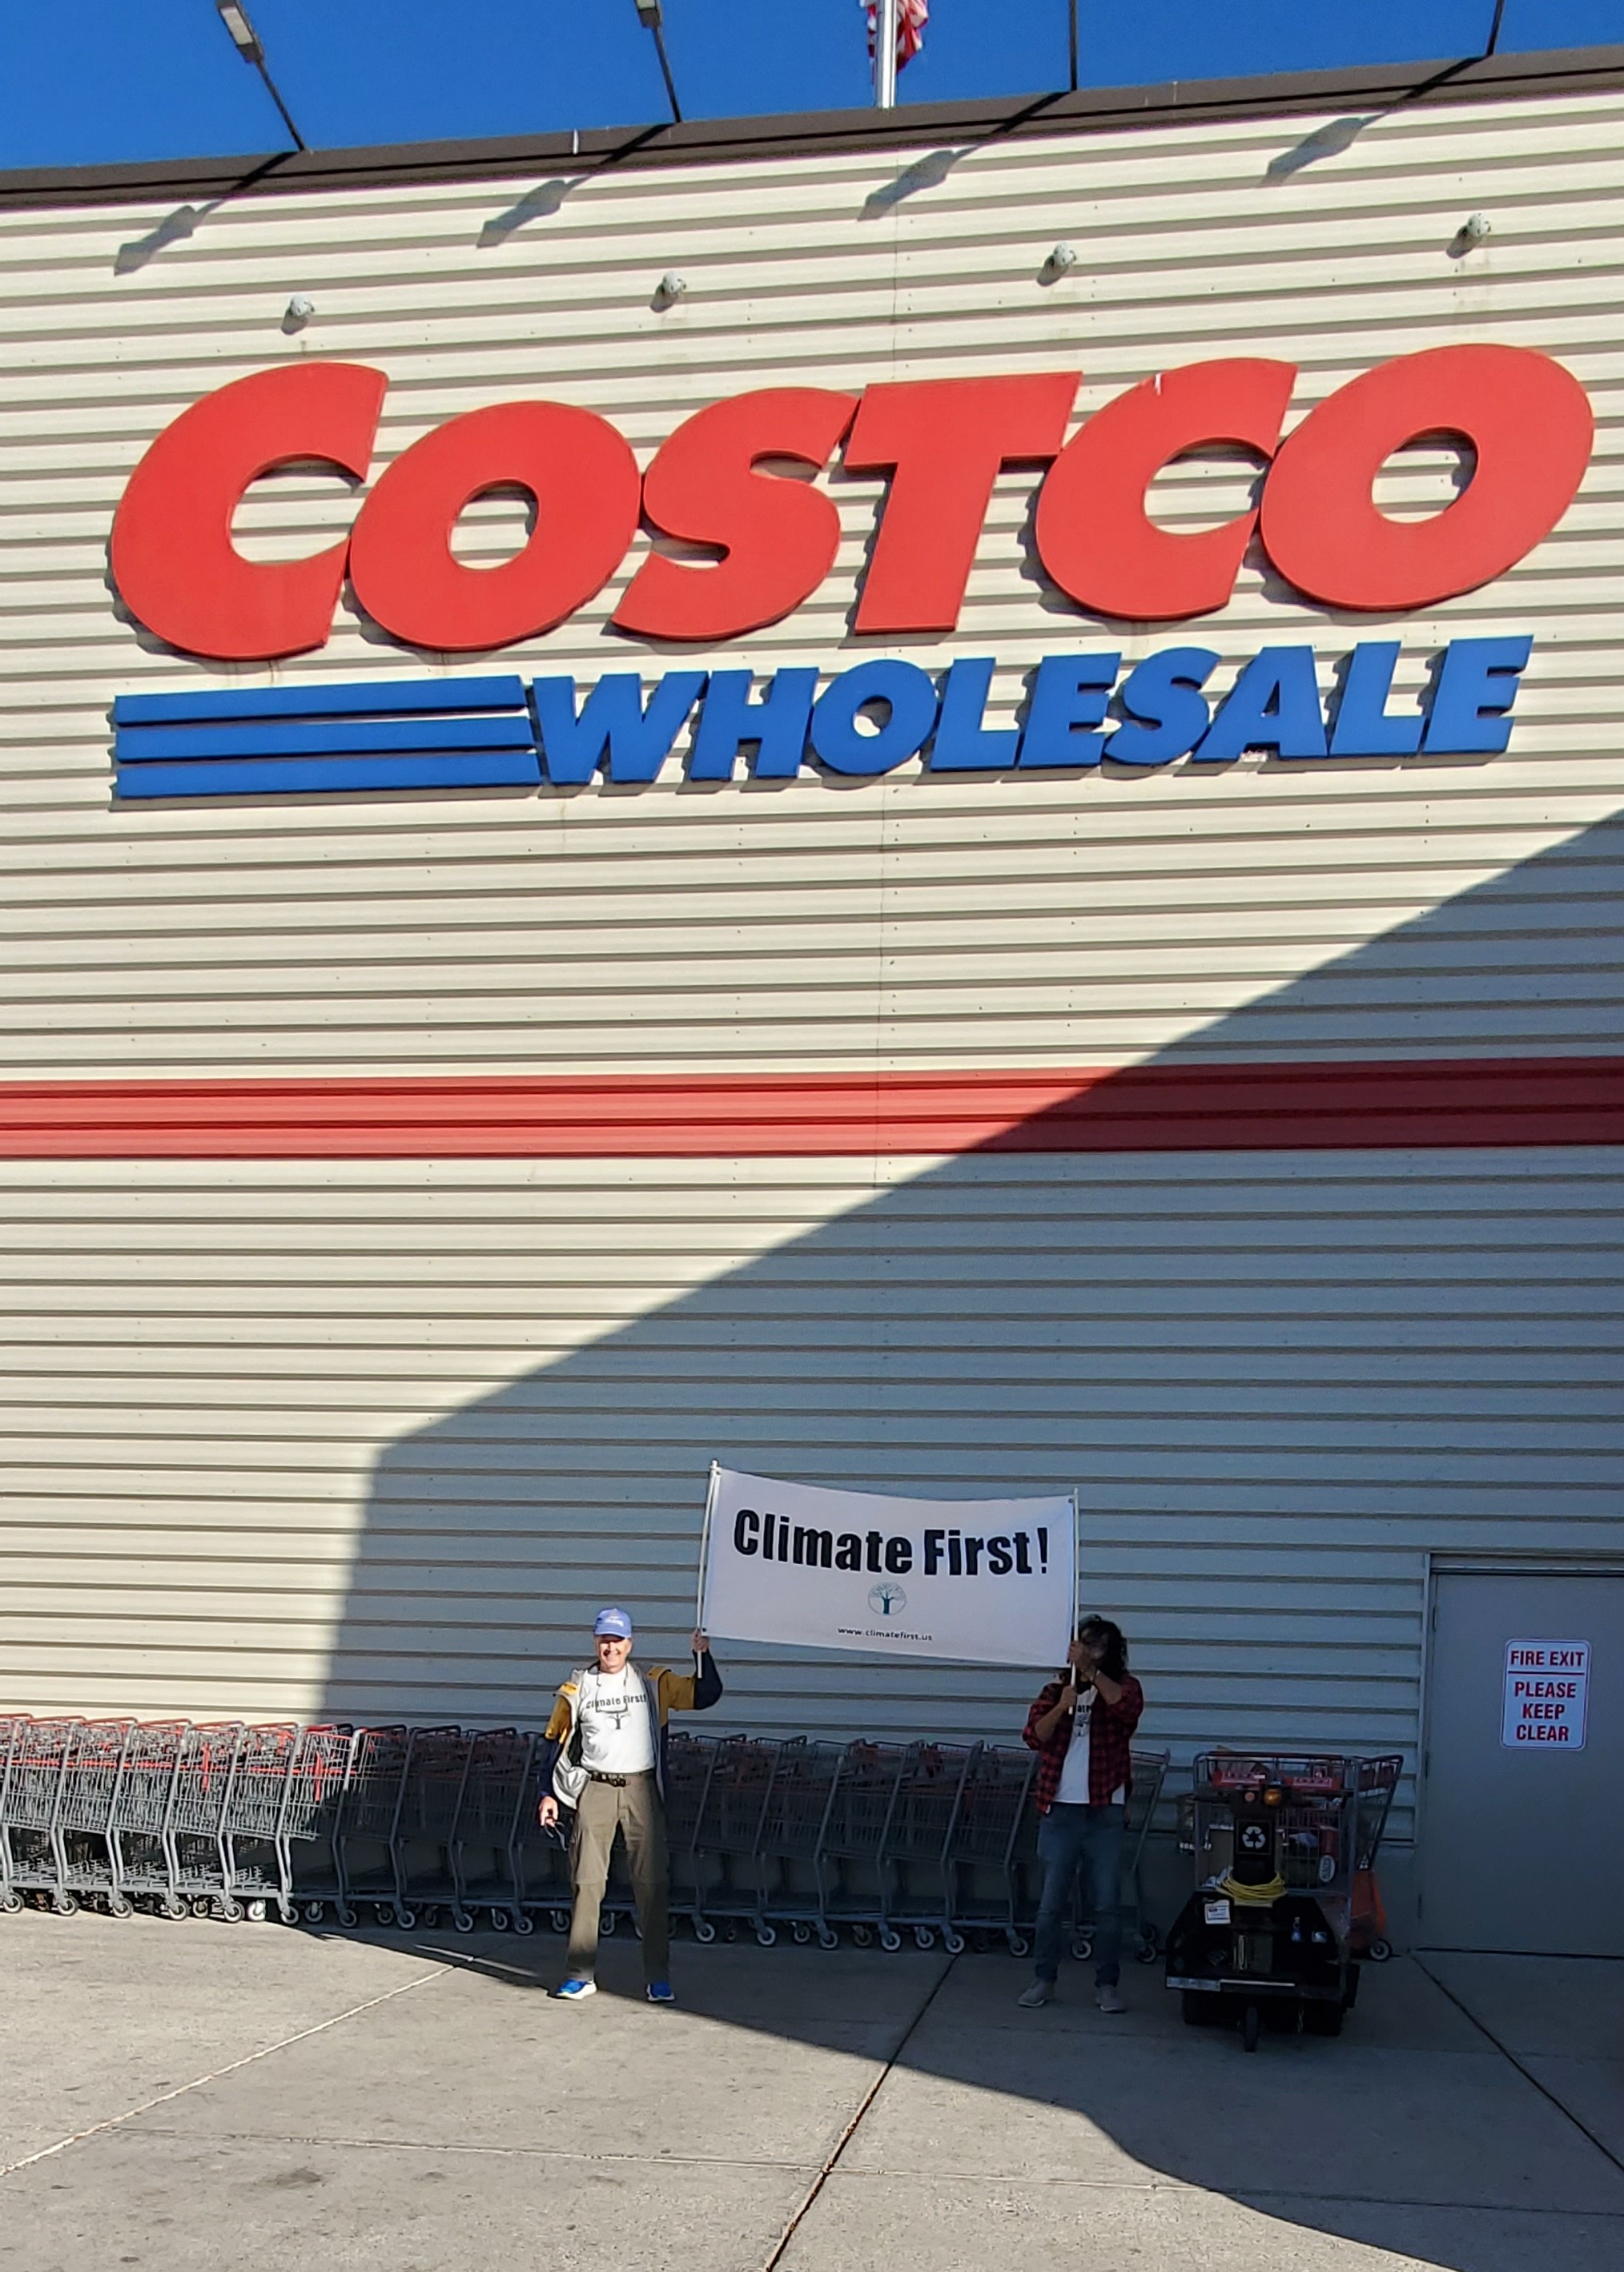 COSTCO
WHOLESALE
Climate First!
www.climatefirst.us
Climate First!
FIRE EXIT
PLEASE
KEEP
CLEAR